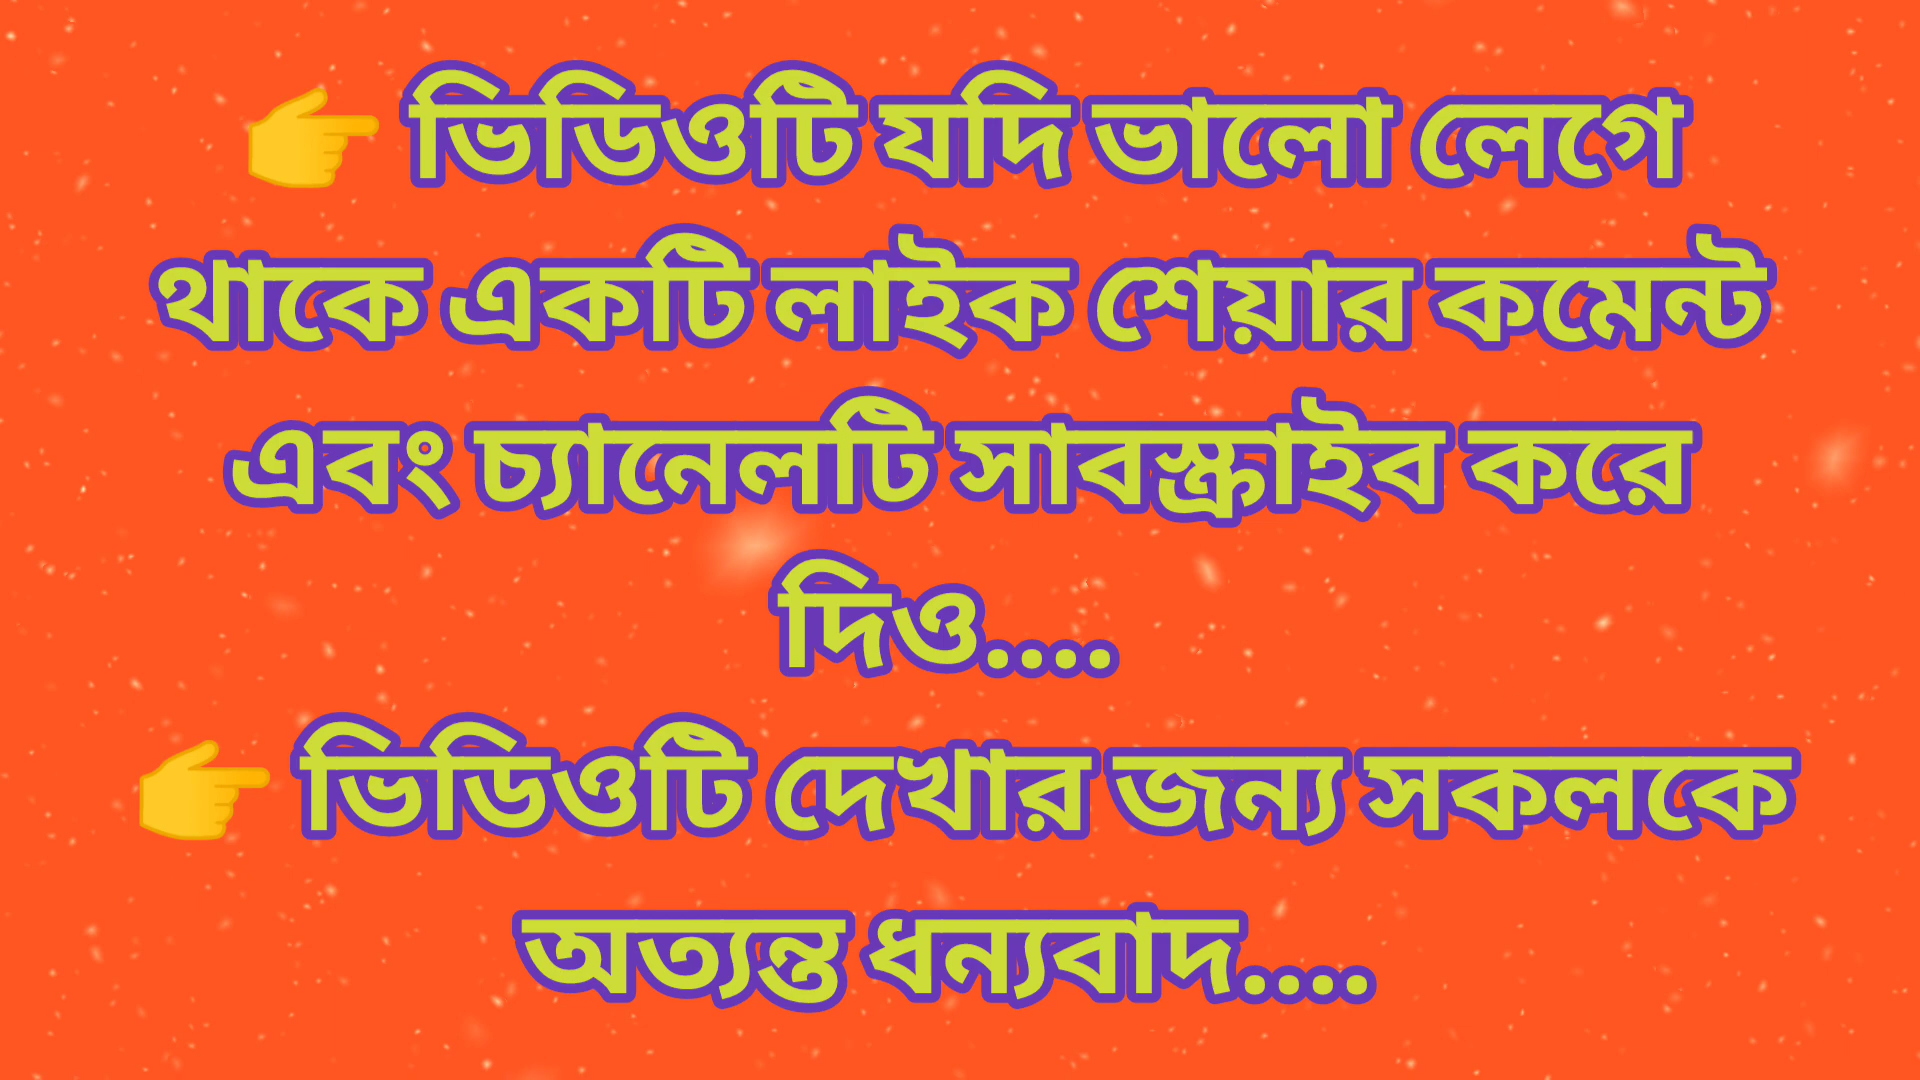 👉 ভিডিওটি যদি ভালো লেগে
থাকে একটি লাইক শেয়ার কমেন্ট
এবং চ্যানেলটি সাবস্ক্রাইব করে
দিও....
👉 ভিডিওটি দেখার জন্য সকলকে
অত্যন্ত ধন্যবাদ....